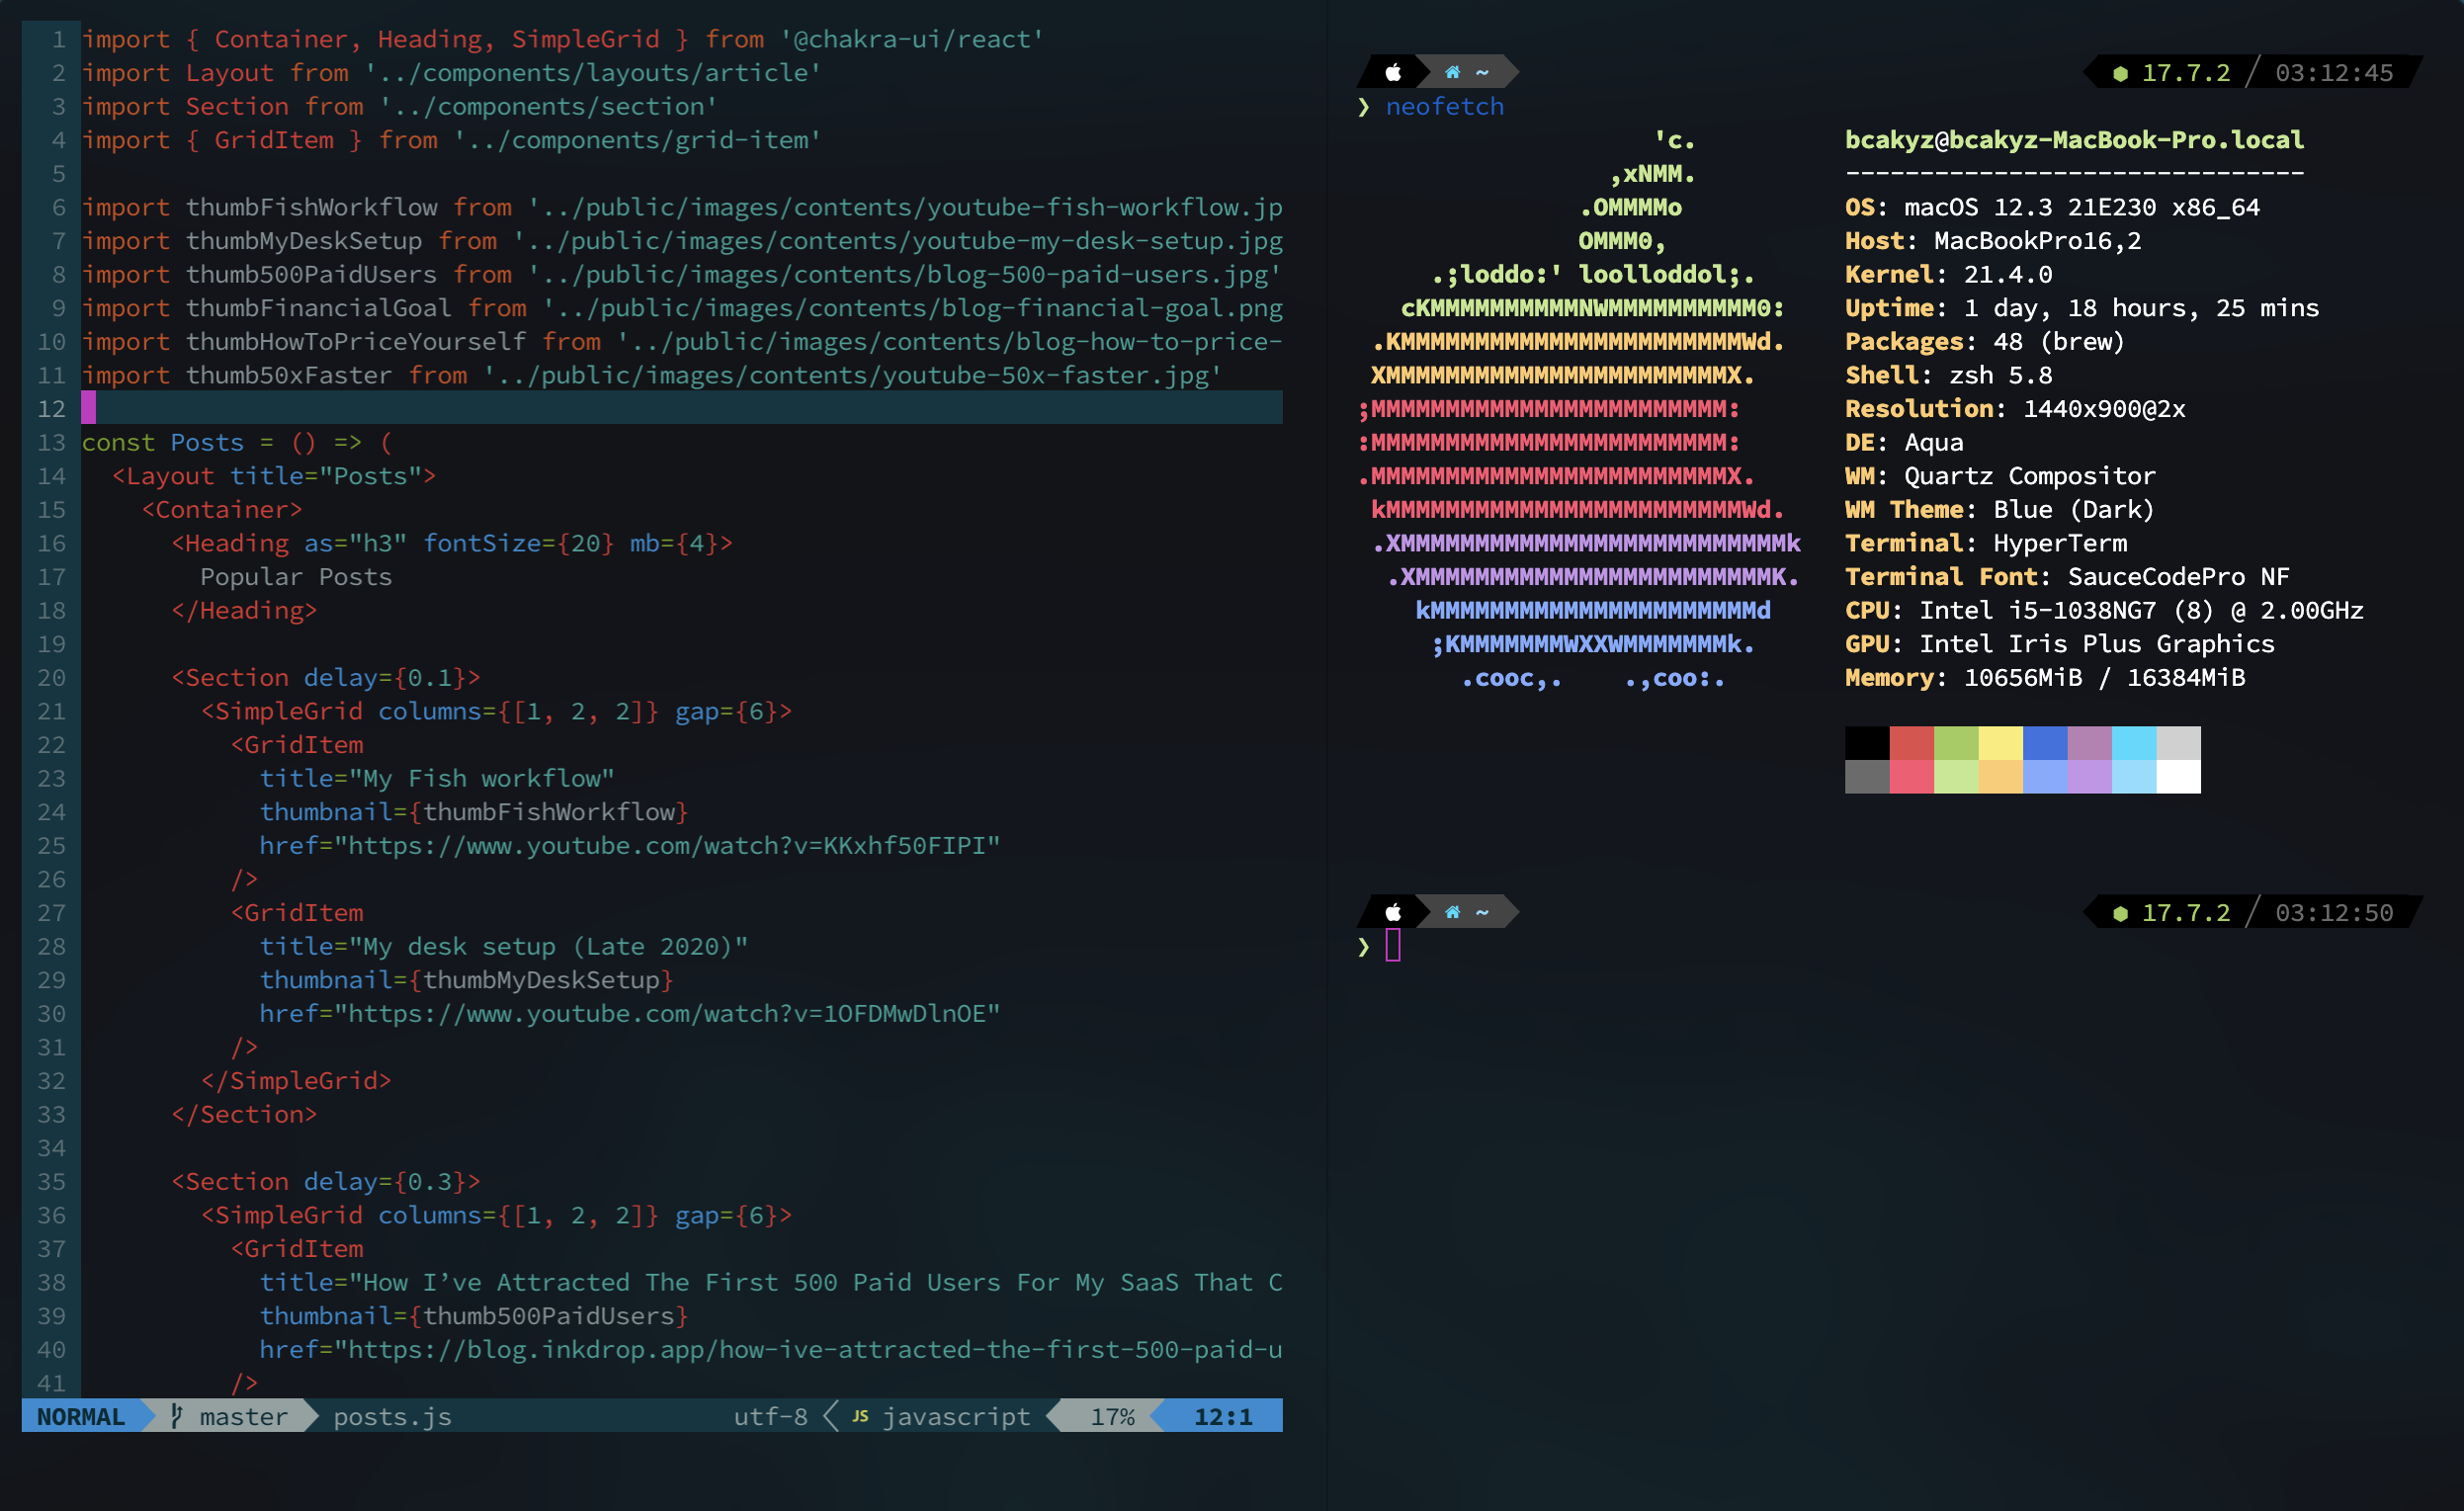 1 import { Container, Heading, SimpleGrid } from '@chakra-ui/react'
2 import Layout from '../components/layouts/article'
3 import Section from '../components/section'
4 import { GridItem } from '../components/grid-item'
5
6 import thumbFishWorkflow from '../public/images/contents/youtube-fish-workflow.jp
7 import thumbMyDeskSetup from '../public/images/contents/youtube-my-desk-setup.jpg
8 import thumb500PaidUsers from '../public/images/contents/blog-500-paid-users.jpg'
9 import thumbFinancialGoal from '../public/images/contents/blog-financial-goal.png
10 import thumbHowToPriceYourself from '../public/images/contents/blog-how-to-price-
11 import thumb50xFaster from '../public/images/contents/youtube-50x-faster.jpg'
12
13 const Posts = () => (
14   <Layout title="Posts">
15     <Container>
16       <Heading as="h3" fontSize={20} mb={4}>
17         Popular Posts
18       </Heading>
19
20       <Section delay={0.1}>
21         <SimpleGrid columns={[1, 2, 2]} gap={6}>
22           <GridItem
23             title="My Fish workflow"
24             thumbnail={thumbFishWorkflow}
25             href="https://www.youtube.com/watch?v=KKxhf50FIPI"
26           />
27           <GridItem
28             title="My desk setup (Late 2020)"
29             thumbnail={thumbMyDeskSetup}
30             href="https://www.youtube.com/watch?v=1OFDMwDlnOE"
31           />
32         </SimpleGrid>
33       </Section>
34
35       <Section delay={0.3}>
36         <SimpleGrid columns={[1, 2, 2]} gap={6}>
37           <GridItem
38             title="How I’ve Attracted The First 500 Paid Users For My SaaS That C
39             thumbnail={thumb500PaidUsers}
40             href="https://blog.inkdrop.app/how-ive-attracted-the-first-500-paid-u
41           />
NORMAL master posts.js utf-8 JS javascript 17% 12:1
~ 17.7.2 03:12:45
❯ neofetch
'c.
,xNMM.
.OMMMMo
OMMM0,
.;loddo:' loolloddol;.
cKMMMMMMMMMMNWMMMMMMMMMM0:
.KMMMMMMMMMMMMMMMMMMMMMMMWd.
XMMMMMMMMMMMMMMMMMMMMMMMX.
;MMMMMMMMMMMMMMMMMMMMMMMM:
:MMMMMMMMMMMMMMMMMMMMMMMM:
.MMMMMMMMMMMMMMMMMMMMMMMMX.
kMMMMMMMMMMMMMMMMMMMMMMMMWd.
.XMMMMMMMMMMMMMMMMMMMMMMMMMMk
.XMMMMMMMMMMMMMMMMMMMMMMMMK.
kMMMMMMMMMMMMMMMMMMMMMMd
;KMMMMMMMWXXWMMMMMMMk.
.cooc,.    .,coo:.
bcakyz@bcakyz-MacBook-Pro.local
-------------------------------
OS: macOS 12.3 21E230 x86_64
Host: MacBookPro16,2
Kernel: 21.4.0
Uptime: 1 day, 18 hours, 25 mins
Packages: 48 (brew)
Shell: zsh 5.8
Resolution: 1440x900@2x
DE: Aqua
WM: Quartz Compositor
WM Theme: Blue (Dark)
Terminal: HyperTerm
Terminal Font: SauceCodePro NF
CPU: Intel i5-1038NG7 (8) @ 2.00GHz
GPU: Intel Iris Plus Graphics
Memory: 10656MiB / 16384MiB
~ 17.7.2 03:12:50
❯